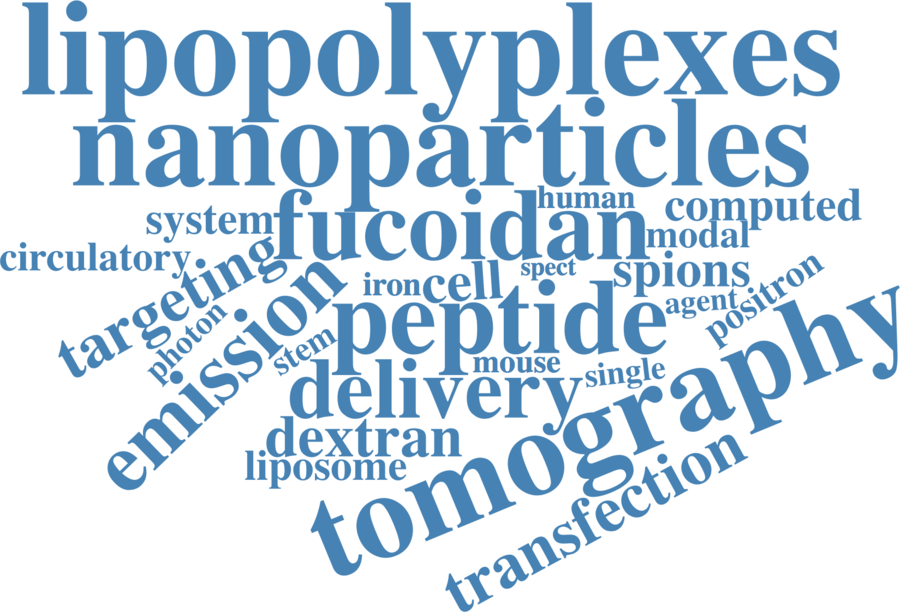 lipopolyplexes
nanoparticles
human
system
fucoidan
computed
modal
circulatory
targeting
spect
spions
iron
cell
positron
agent
photon
emission
peptide
stem
mouse
single
delivery
tomography
dextran
liposome
transfection